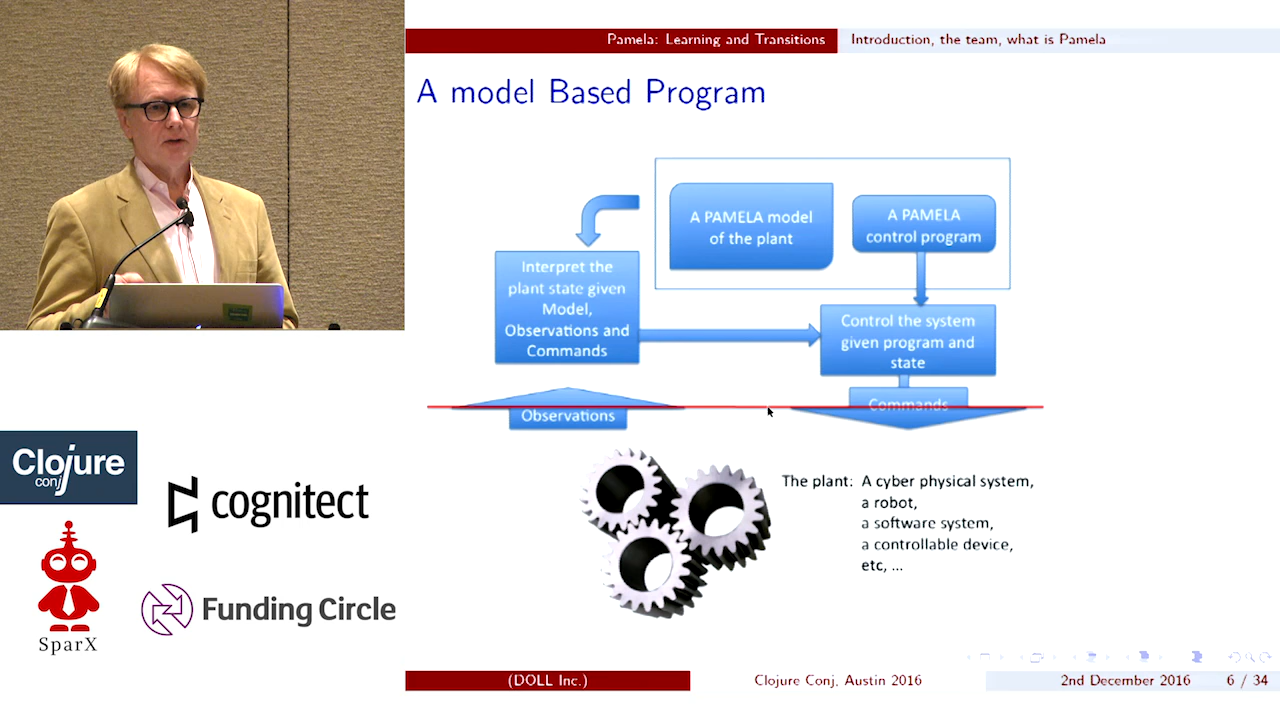 Pamela: Learning and Transitions
Introduction, the team, what is Pamela
A model Based Program
A PAMELA model
of the plant
A PAMELA
control program
Interpret the
plant state given
Model,
Observations and
Commands
Control the system
given program and
state
Commands
Observations
The plant: A cyber physical system,
a robot,
a software system,
a controllable device,
etc, ...
Clojure
conj
cognitect
SparX
Funding Circle
(DOLL Inc.)
Clojure Conj, Austin 2016
2nd December 2016
6 / 34